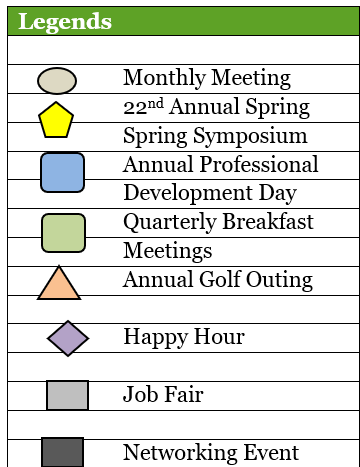 Legends
Monthly Meeting
22nd Annual Spring
Spring Symposium
Annual Professional
Development Day
Quarterly Breakfast
Meetings
Annual Golf Outing
Happy Hour
Job Fair
Networking Event